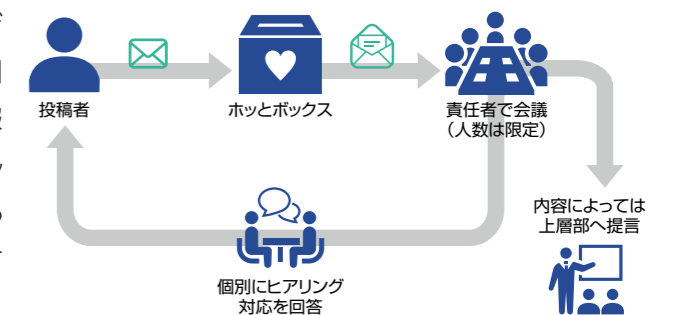 投稿者
ホッとボックス
責任者で会議
（人数は限定）
内容によっては
上層部へ提言
個別にヒアリング
対応を回答